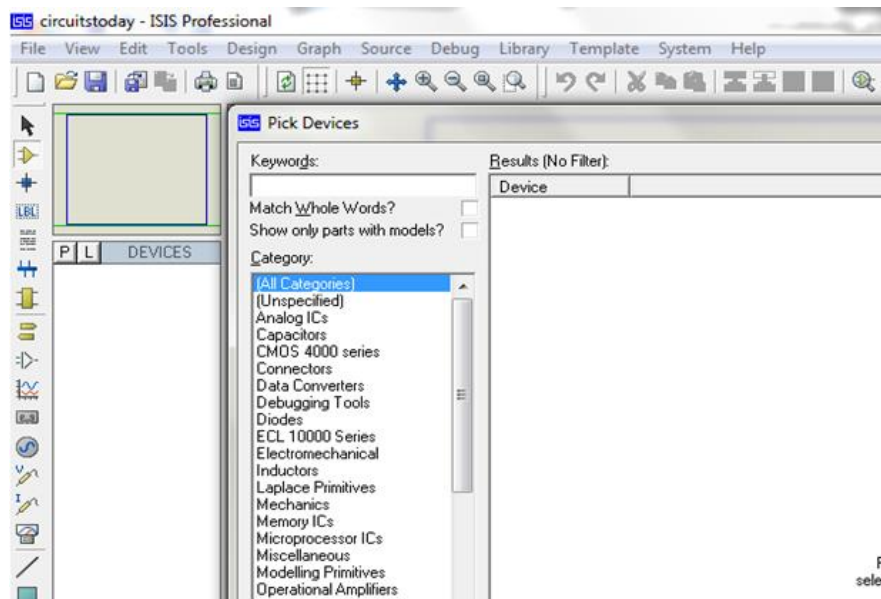 ISIS circuitstoday - ISIS Professional
File View Edit Tools Design Graph Source Debug Library Template System Help
ISIS Pick Devices
Keywords:
Results (No Filter):
Device
Match Whole Words?
Show only parts with models?
LBL
P L DEVICES
Category:
(All Categories)
(Unspecified)
Analog ICs
Capacitors
CMOS 4000 series
Connectors
Data Converters
Debugging Tools
Diodes
ECL 10000 Series
Electromechanical
Inductors
Laplace Primitives
Mechanics
Memory ICs
Microprocessor ICs
Miscellaneous
Modelling Primitives
Operational Amplifiers
V
I
sele